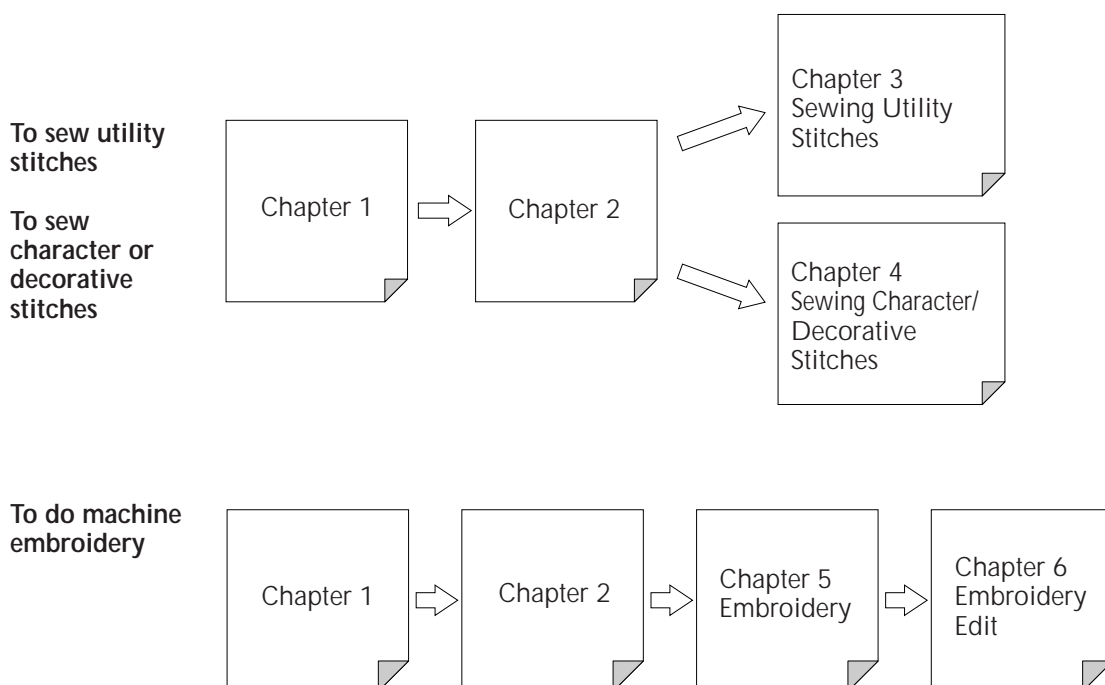 To sew utility
stitches
To sew
character or
decorative
stitches
Chapter 1
Chapter 2
Chapter 3
Sewing Utility
Stitches
Chapter 4
Sewing Character/
Decorative
Stitches
To do machine
embroidery
Chapter 1
Chapter 2
Chapter 5
Embroidery
Chapter 6
Embroidery
Edit